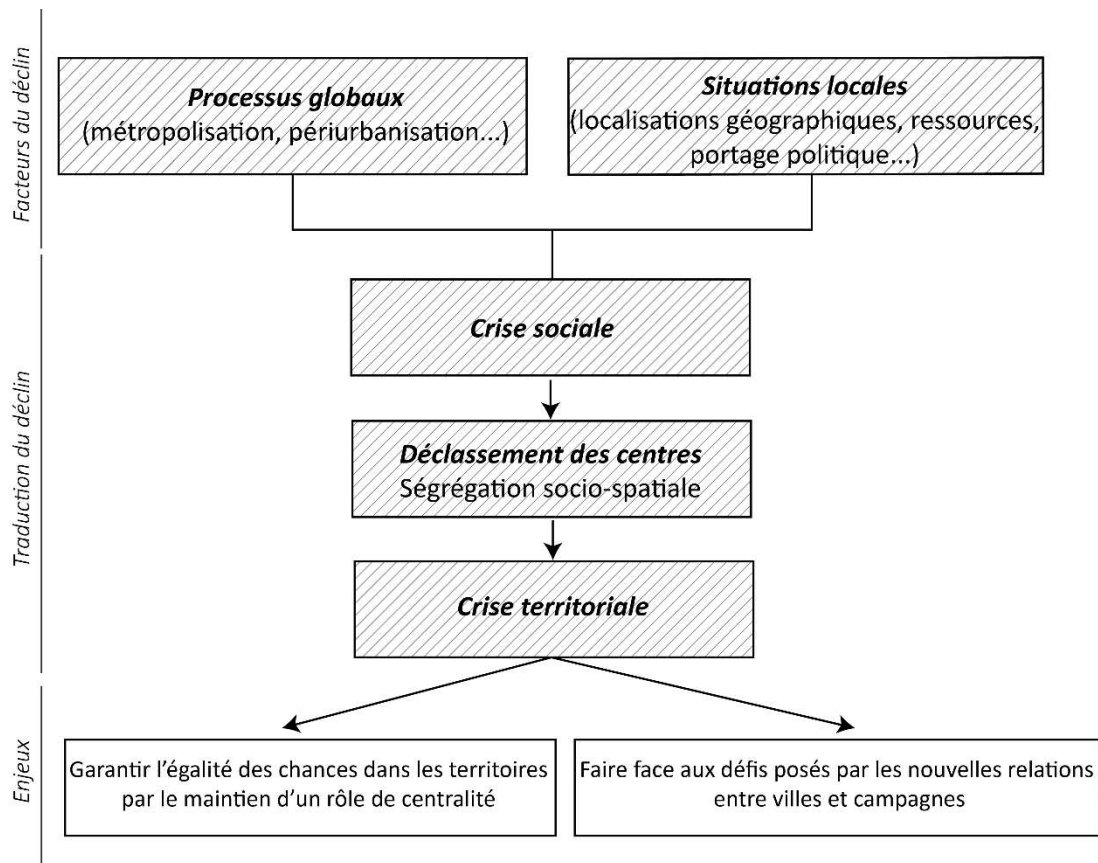 Facteurs du déclin
Processus globaux
(métropolisation, périurbanisation...)
Situations locales
(localisations géographiques, ressources,
portage politique...)
Traduction du déclin
Crise sociale
Déclassement des centres
Ségrégation socio-spatiale
Crise territoriale
Enjeux
Garantir l'égalité des chances dans les territoires
par le maintien d'un rôle de centralité
Faire face aux défis posés par les nouvelles relations
entre villes et campagnes